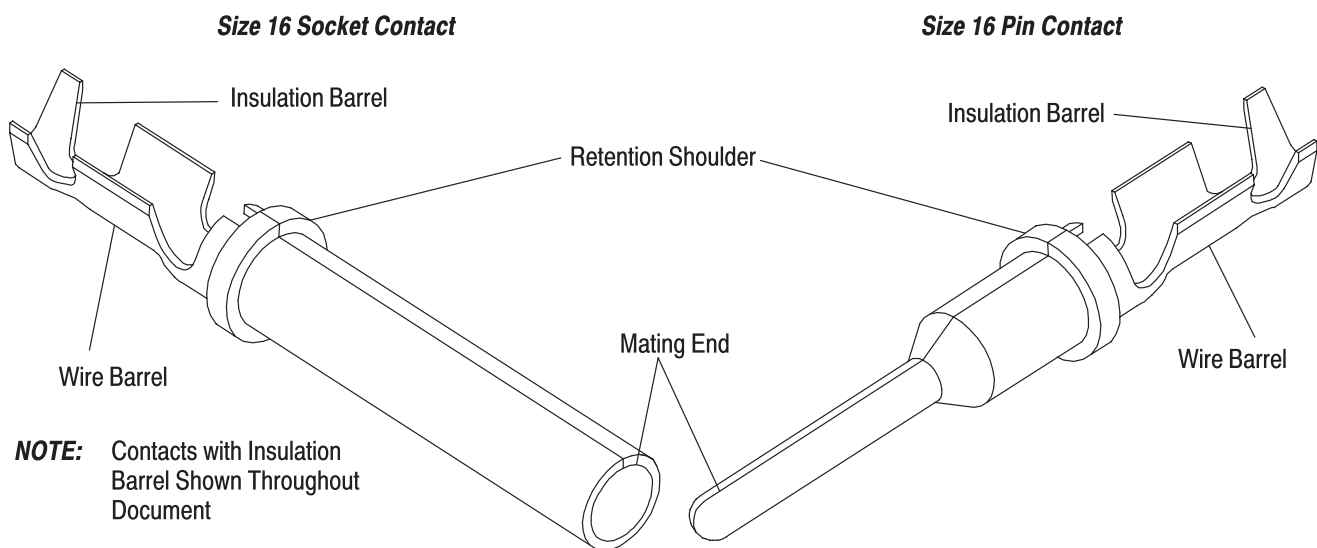 Size 16 Socket Contact
Size 16 Pin Contact
Insulation Barrel
Insulation Barrel
Retention Shoulder
Mating End
Wire Barrel
Wire Barrel
NOTE: Contacts with Insulation
Barrel Shown Throughout
Document